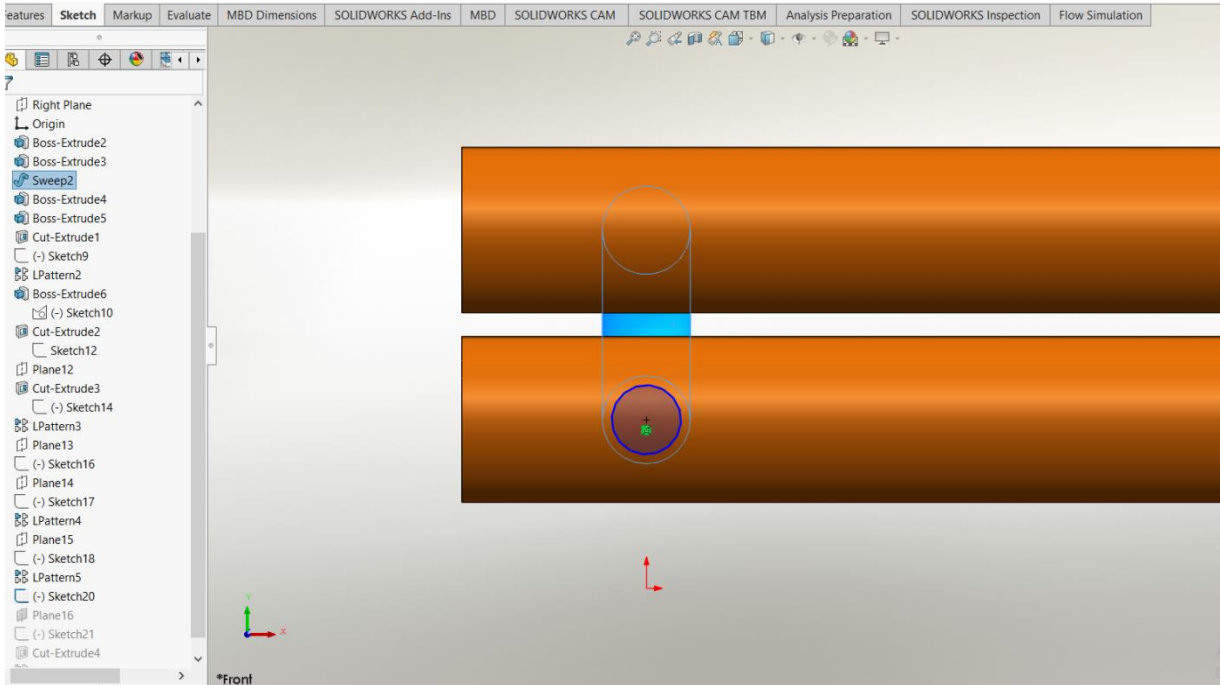 eatures Sketch Markup Evaluate MBD Dimensions SOLIDWORKS Add-Ins MBD SOLIDWORKS CAM SOLIDWORKS CAM TBM Analysis Preparation SOLIDWORKS Inspection Flow Simulation
Right Plane
Origin
Boss-Extrude2
Boss-Extrude3
Sweep2
Boss-Extrude4
Boss-Extrude5
Cut-Extrude1
(-) Sketch9
LPattern2
Boss-Extrude6
(-) Sketch10
Cut-Extrude2
Sketch12
Plane12
Cut-Extrude3
(-) Sketch14
LPattern3
Plane13
(-) Sketch16
Plane14
(-) Sketch17
LPattern4
Plane15
(-) Sketch18
LPattern5
(-) Sketch20
Plane16
(-) Sketch21
Cut-Extrude4
Y
X
*Front